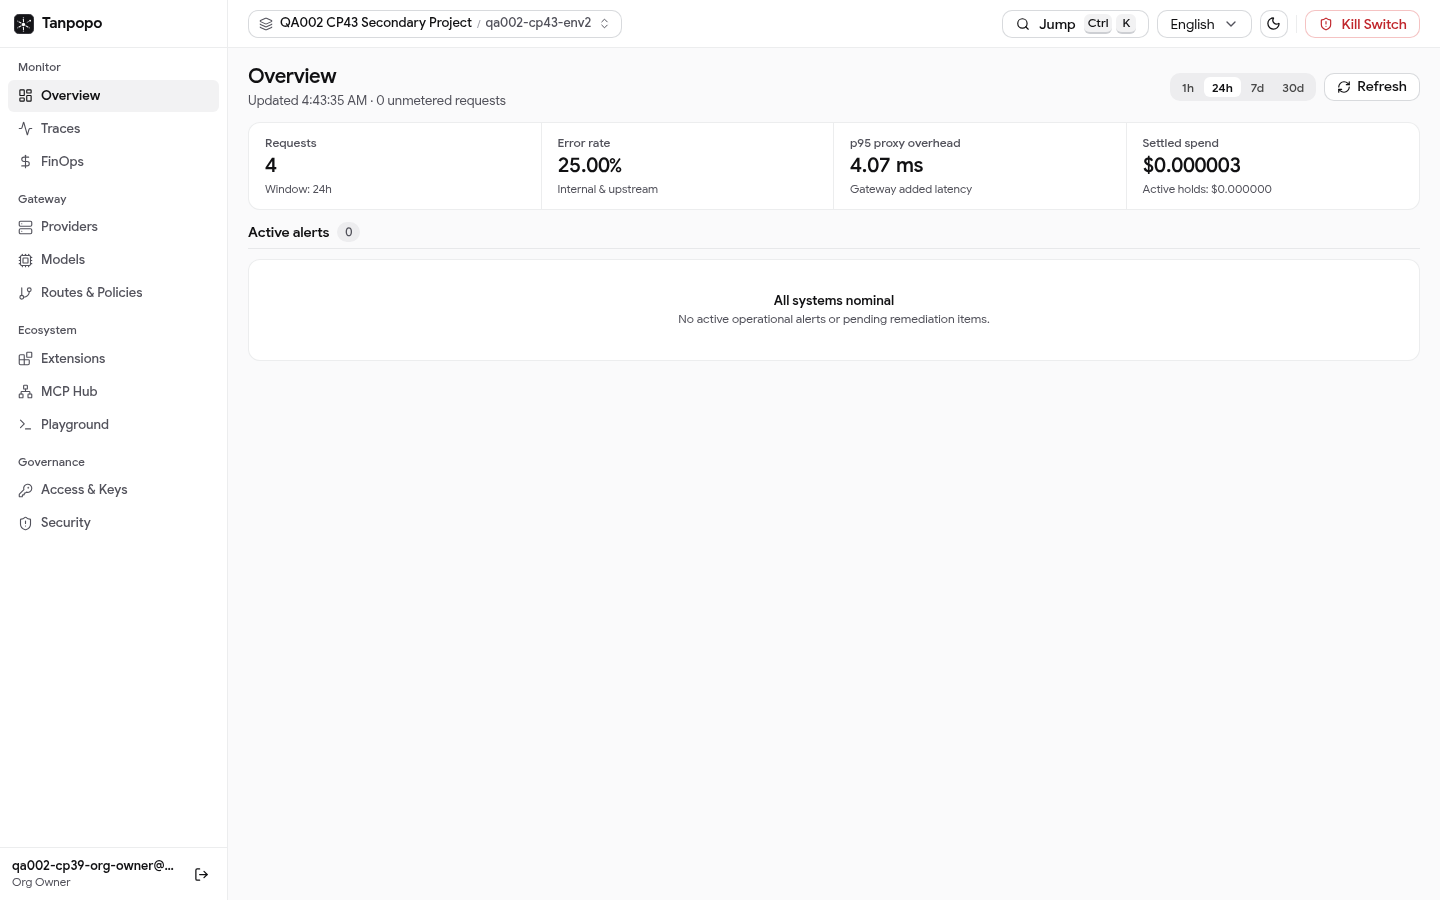 Tanpopo
QA002 CP43 Secondary Project / qa002-cp43-env2
Jump Ctrl K
English
Kill Switch
Monitor
Overview
Traces
FinOps
Gateway
Providers
Models
Routes & Policies
Ecosystem
Extensions
MCP Hub
Playground
Governance
Access & Keys
Security
qa002-cp39-org-owner@...
Org Owner
Overview
Updated 4:43:35 AM · 0 unmetered requests
1h 24h 7d 30d
Refresh
Requests
4
Window: 24h
Error rate
25.00%
Internal & upstream
p95 proxy overhead
4.07 ms
Gateway added latency
Settled spend
$0.000003
Active holds: $0.000000
Active alerts 0
All systems nominal
No active operational alerts or pending remediation items.